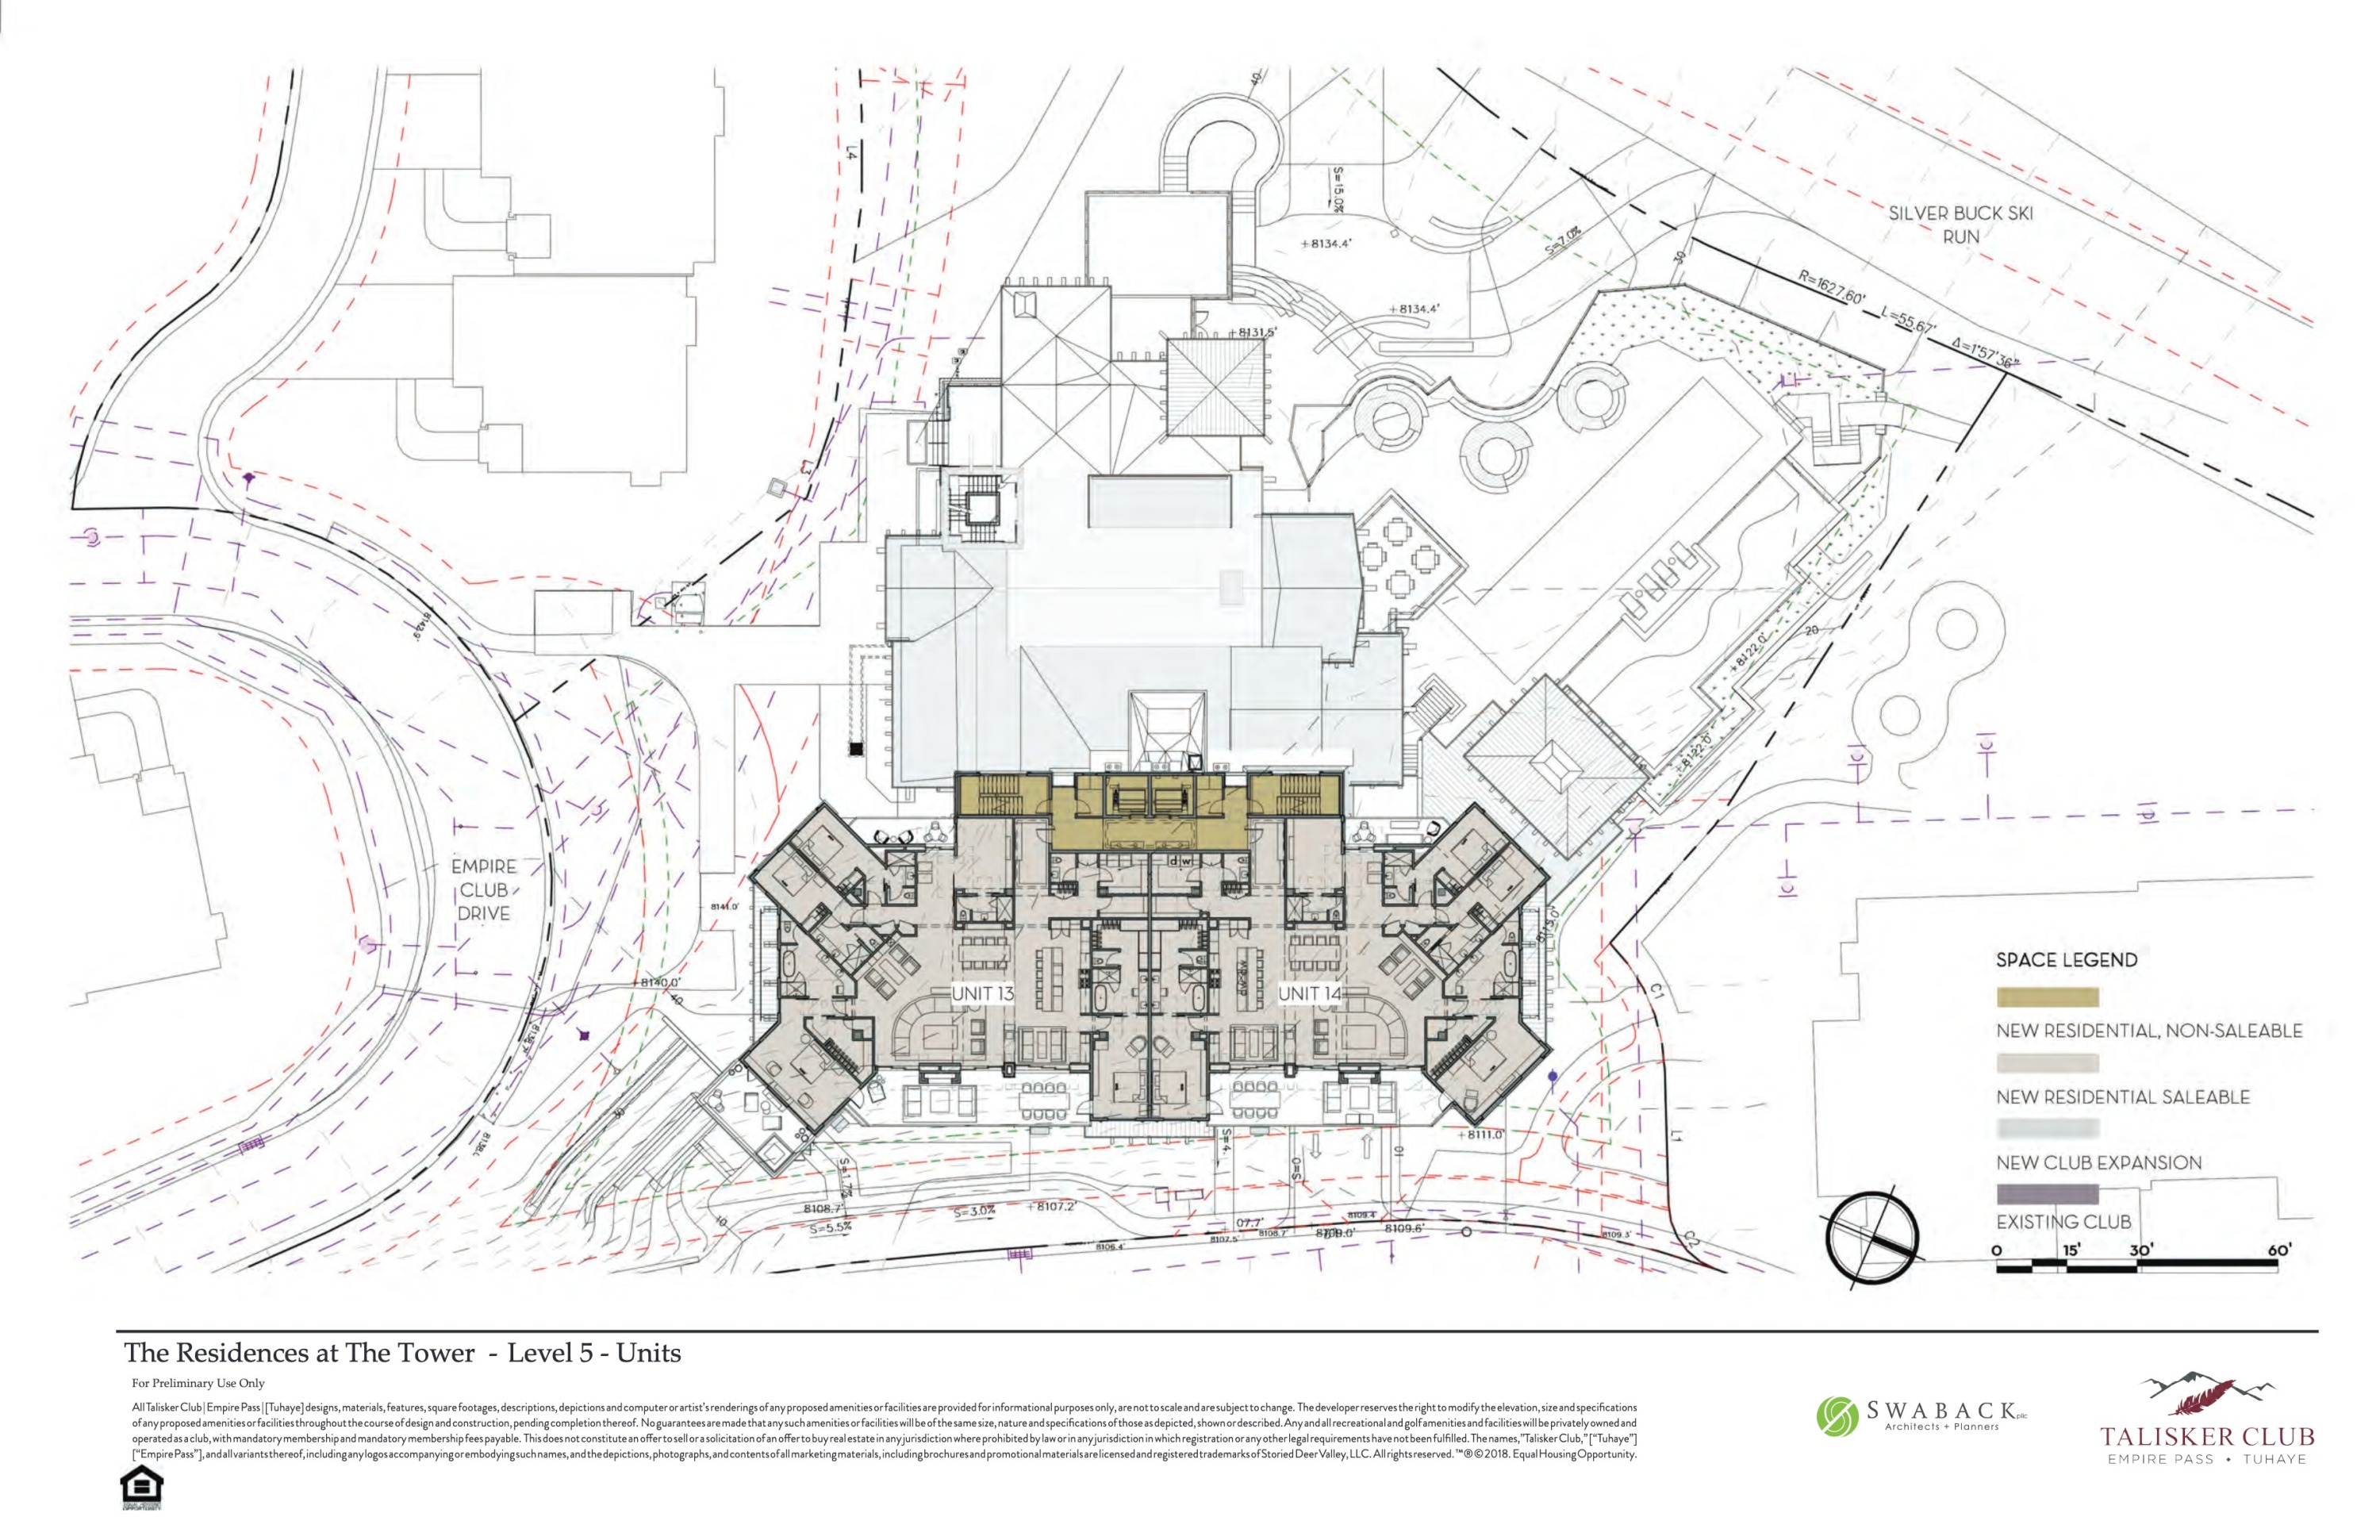 L4
40
S=15.0%
+8134.4'
S=7.0%
SILVER BUCK SKI
RUN
30
R=1627.60'
L=55.67'
Δ=1°57'36"
+8134.4'
+8131.5'
L3
8142.9'
20
+8122.0'
+8122.0'
EMPIRE
CLUB
DRIVE
8141.0'
+8140.0'
40
d w
UNIT 13
UNIT 14
C1
L1
C2
SPACE LEGEND
NEW RESIDENTIAL, NON-SALEABLE
NEW RESIDENTIAL SALEABLE
NEW CLUB EXPANSION
EXISTING CLUB
0 15' 30' 60'
+8111.0'
10
10
8108.7'
S=5.5%
S=3.0%
+8107.2'
8106.4'
8107.5'
07.7'
8108.7'
8109.4'
8109.6'
8109.3'
The Residences at The Tower - Level 5 - Units
For Preliminary Use Only
All Talisker Club | Empire Pass | [Tuhaye] designs, materials, features, square footages, descriptions, depictions and computer or artist's renderings of any proposed amenities or facilities are provided for informational purposes only, are not to scale and are subject to change. The developer reserves the right to modify the elevation, size and specifications
of any proposed amenities or facilities throughout the course of design and construction, pending completion thereof. No guarantees are made that any such amenities or facilities will be of the same size, nature and specifications of those as depicted, shown or described. Any and all recreational and golf amenities and facilities will be privately owned and
operated as a club, with mandatory membership and mandatory membership fees payable. This does not constitute an offer to sell or a solicitation of an offer to buy real estate in any jurisdiction where prohibited by law or in any jurisdiction in which registration or any other legal requirements have not been fulfilled. The names, "Talisker Club," ["Tuhaye"]
["Empire Pass"], and all variants thereof, including any logos accompanying or embodying such names, and the depictions, photographs, and contents of all marketing materials, including brochures and promotional materials are licensed and registered trademarks of Storied Deer Valley, LLC. All rights reserved. ™®©2018. Equal Housing Opportunity.
SWABACK pllc
Architects + Planners
TALISKER CLUB
EMPIRE PASS • TUHAYE